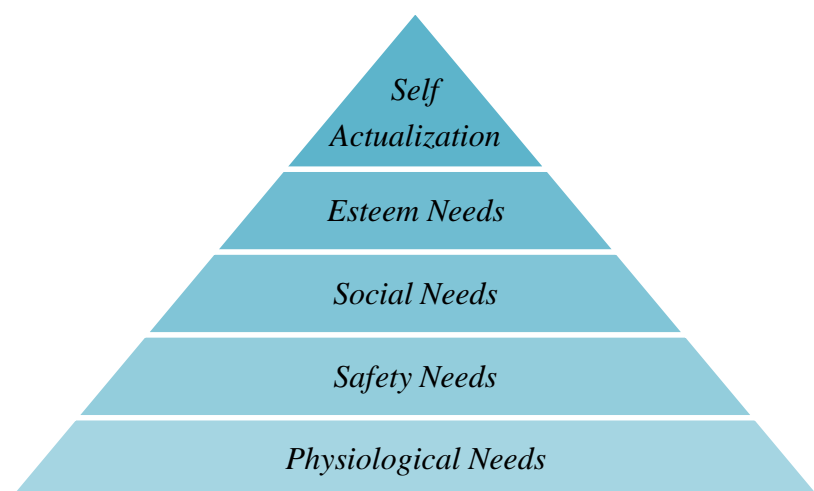 Self
Actualization
Esteem Needs
Social Needs
Safety Needs
Physiological Needs